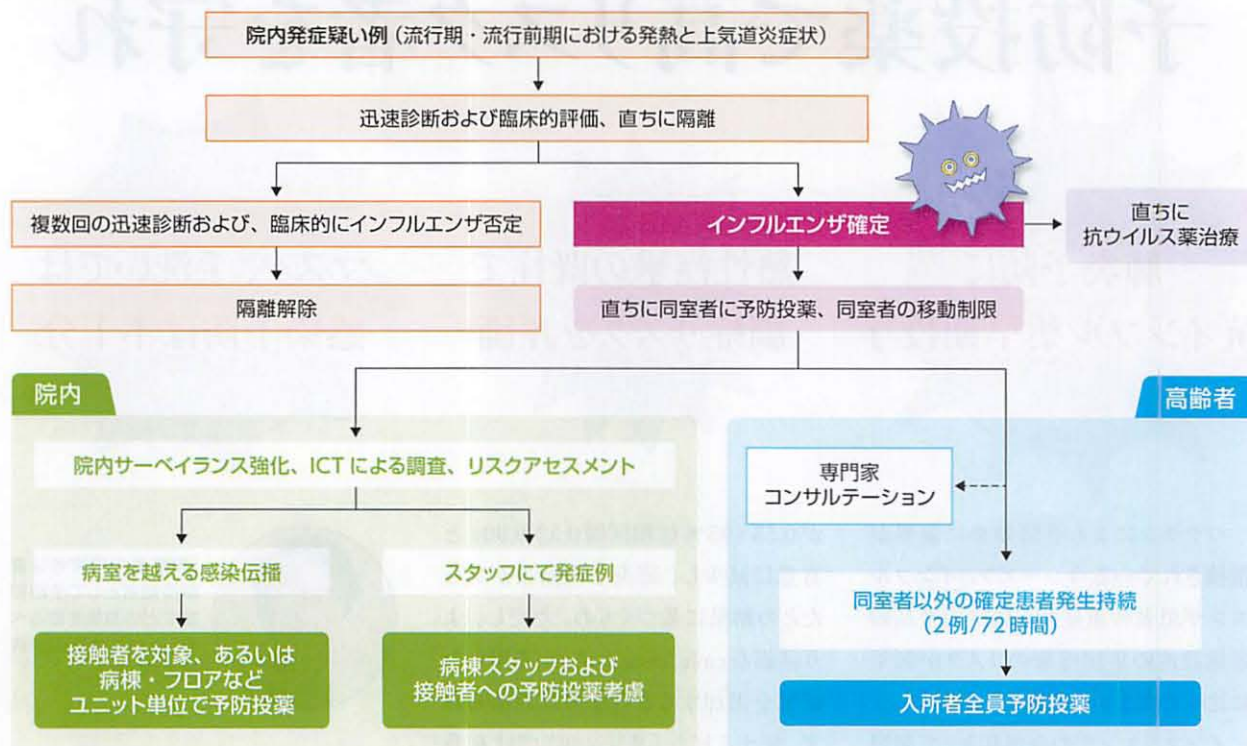 院内発症疑い例(流行期・流行前期における発熱と上気道炎症状)
迅速診断および臨床的評価、直ちに隔離
複数回の迅速診断および、臨床的にインフルエンザ否定
インフルエンザ確定
直ちに
抗ウイルス薬治療
隔離解除
直ちに同室者に予防投薬、同室者の移動制限
院内
高齢者
院内サーベイランス強化、ICTによる調査、リスクアセスメント
専門家
コンサルテーション
病室を越える感染伝播
スタッフにて発症例
同室者以外の確定患者発生持続
(2例/72時間)
接触者を対象、あるいは
病棟・フロアなど
ユニット単位で予防投薬
病棟スタッフおよび
接触者への予防投薬考慮
入所者全員予防投薬